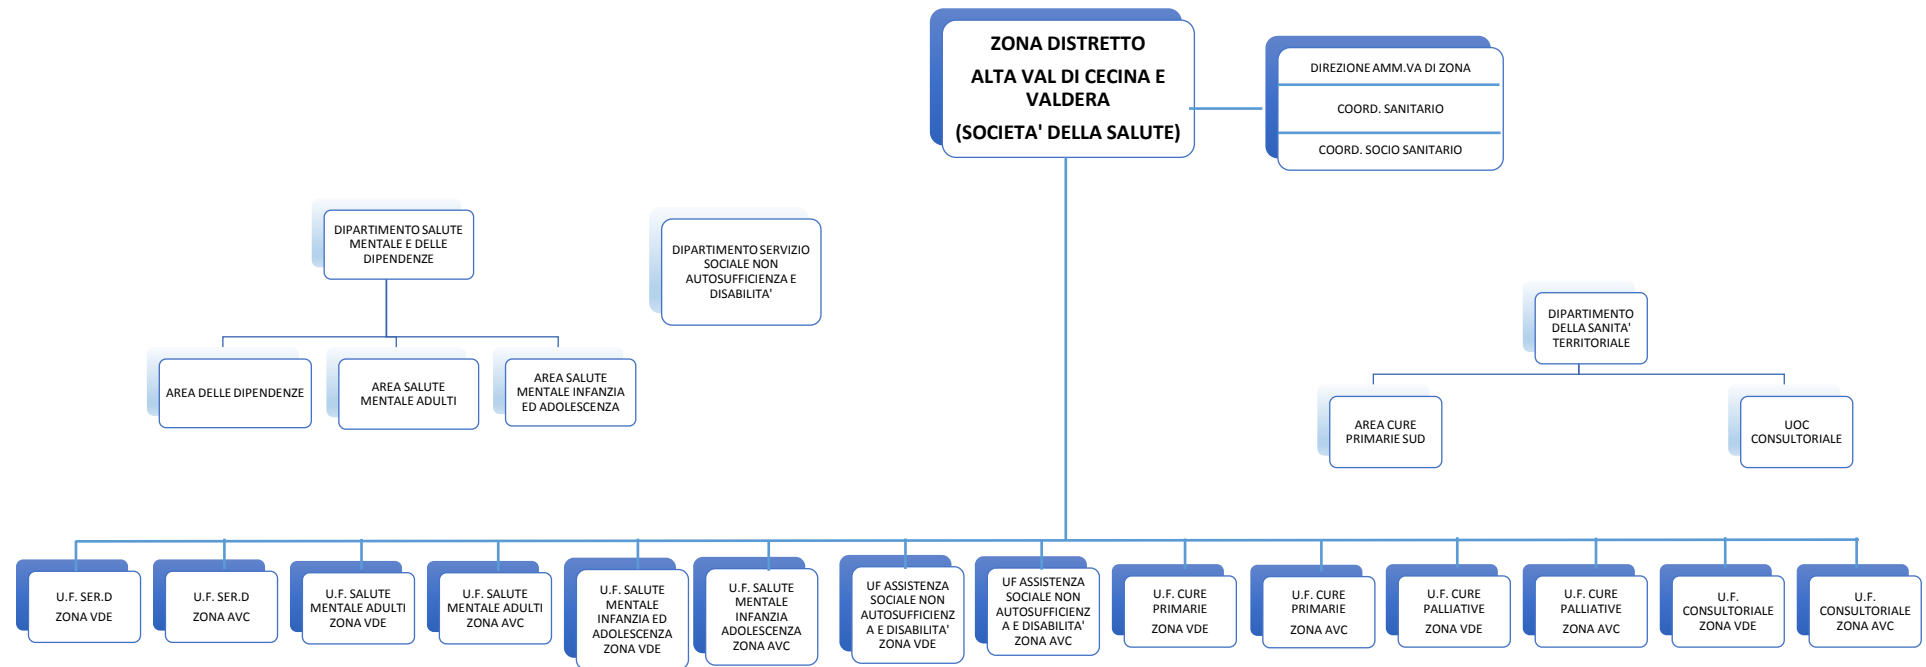 ZONA DISTRETTO
ALTA VAL DI CECINA E
VALDERA
(SOCIETA' DELLA SALUTE)
DIREZIONE AMM.VA DI ZONA
COORD. SANITARIO
COORD. SOCIO SANITARIO
DIPARTIMENTO SALUTE
MENTALE E DELLE
DIPENDENZE
DIPARTIMENTO SERVIZIO
SOCIALE NON
AUTOSUFFICIENZA E
DISABILITA'
DIPARTIMENTO
DELLA SANITA'
TERRITORIALE
AREA DELLE DIPENDENZE
AREA SALUTE
MENTALE ADULTI
AREA SALUTE
MENTALE INFANZIA
ED ADOLESCENZA
AREA CURE
PRIMARIE SUD
UOC
CONSULTORIALE
U.F. SER.D
ZONA VDE
U.F. SER.D
ZONA AVC
U.F. SALUTE
MENTALE ADULTI
ZONA VDE
U.F. SALUTE
MENTALE ADULTI
ZONA AVC
U.F. SALUTE
MENTALE
INFANZIA ED
ADOLESCENZA
ZONA VDE
U.F. SALUTE
MENTALE
INFANZIA
ADOLESCENZA
ZONA AVC
UF ASSISTENZA
SOCIALE NON
AUTOSUFFICIENZ
A E DISABILITA'
ZONA VDE
UF ASSISTENZA
SOCIALE NON
AUTOSUFFICIENZ
A E DISABILITA'
ZONA AVC
U.F. CURE
PRIMARIE
ZONA VDE
U.F. CURE
PRIMARIE
ZONA AVC
U.F. CURE
PALLIATIVE
ZONA VDE
U.F. CURE
PALLIATIVE
ZONA AVC
U.F.
CONSULTORIALE
ZONA VDE
U.F.
CONSULTORIALE
ZONA AVC